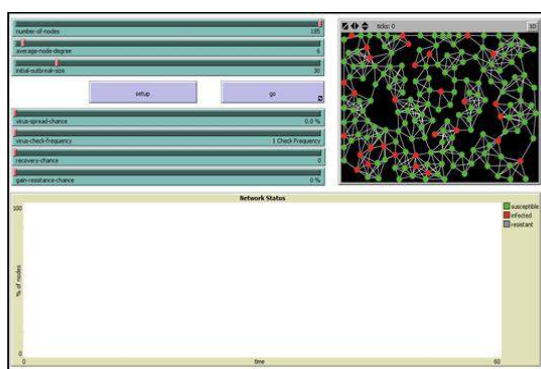 number-of-nodes 185
average-node-degree 6
initial-outbreak-size 30
setup go
virus-spread-chance 0.0 %
virus-check-frequency 1 Check Frequency
recovery-chance 0
gain-resistance-chance 0 %
ticks: 0 3D
Network Status
100
% of nodes
0
0 time 60
susceptible
infected
resistant